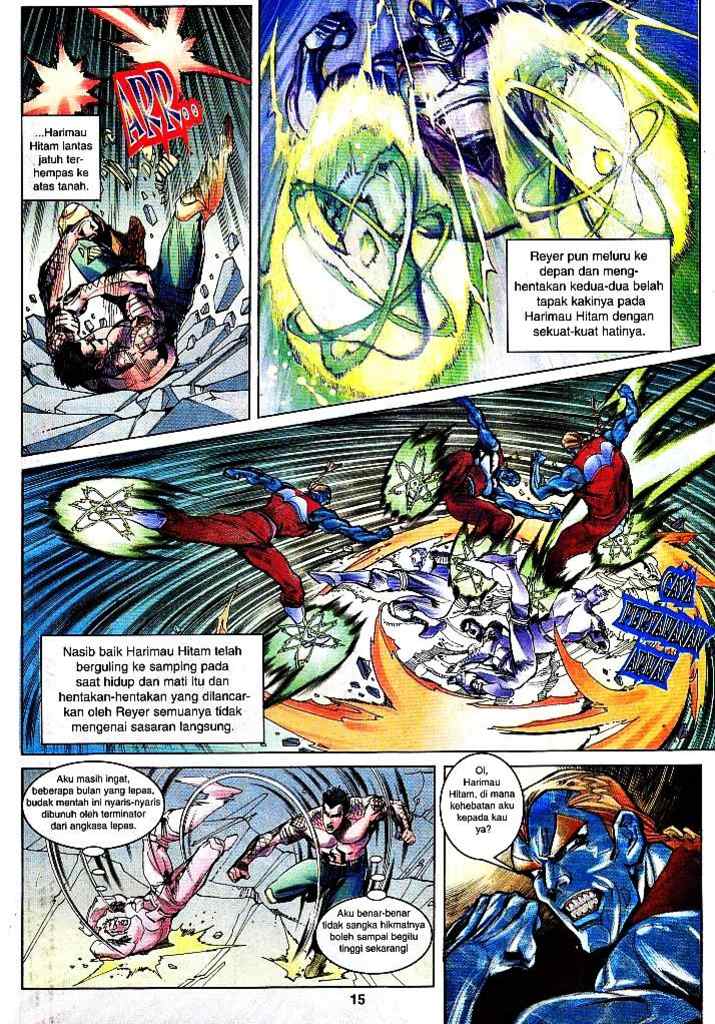 ARR..
...Harimau
Hitam lantas
jatuh ter-
hempas ke
atas tanah.
Reyer pun meluru ke
depan dan meng-
hentakan kedua-dua belah
tapak kakinya pada
Harimau Hitam dengan
sekuat-kuat hatinya.
Nasib baik Harimau Hitam telah
berguling ke samping pada
saat hidup dan mati itu dan
hentakan-hentakan yang dilancar-
kan oleh Reyer semuanya tidak
mengenai sasaran langsung.
GAYA
PERTAPAKAN
Aku masih ingat,
beberapa bulan yang lepas,
budak mentah ini nyaris-nyaris
dibunuh oleh terminator
dari angkasa lepas.
Aku benar-benar
tidak sangka hikmatnya
boleh sampai begitu
tinggi sekarang!
Oi,
Harimau
Hitam, di mana
kehebatan aku
kepada kau
ya?
15